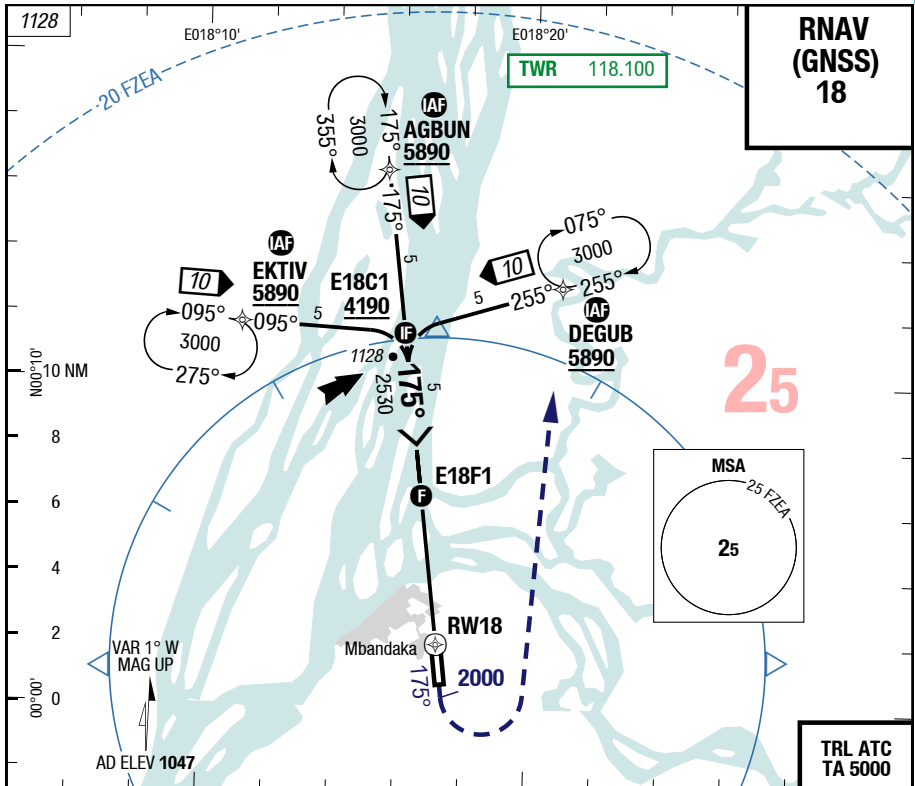 1128
E018°10'
E018°20'
RNAV
(GNSS)
18
TWR 118.100
20 FZEA
IAF
AGBUN
5890
355°
3000
175°
175°
10
5
IAF
EKTIV
5890
10
095°
095°
5
3000
275°
E18C1
4190
IF
075°
3000
255°
255°
10
5
IAF
DEGUB
5890
1128
2530
175°
5
25
N00°10'
10 NM
8
6
4
2
0
00°00'
E18F1
F
MSA
25 FZEA
25
RW18
Mbandaka
175°
2000
VAR 1° W
MAG UP
AD ELEV 1047
TRL ATC
TA 5000